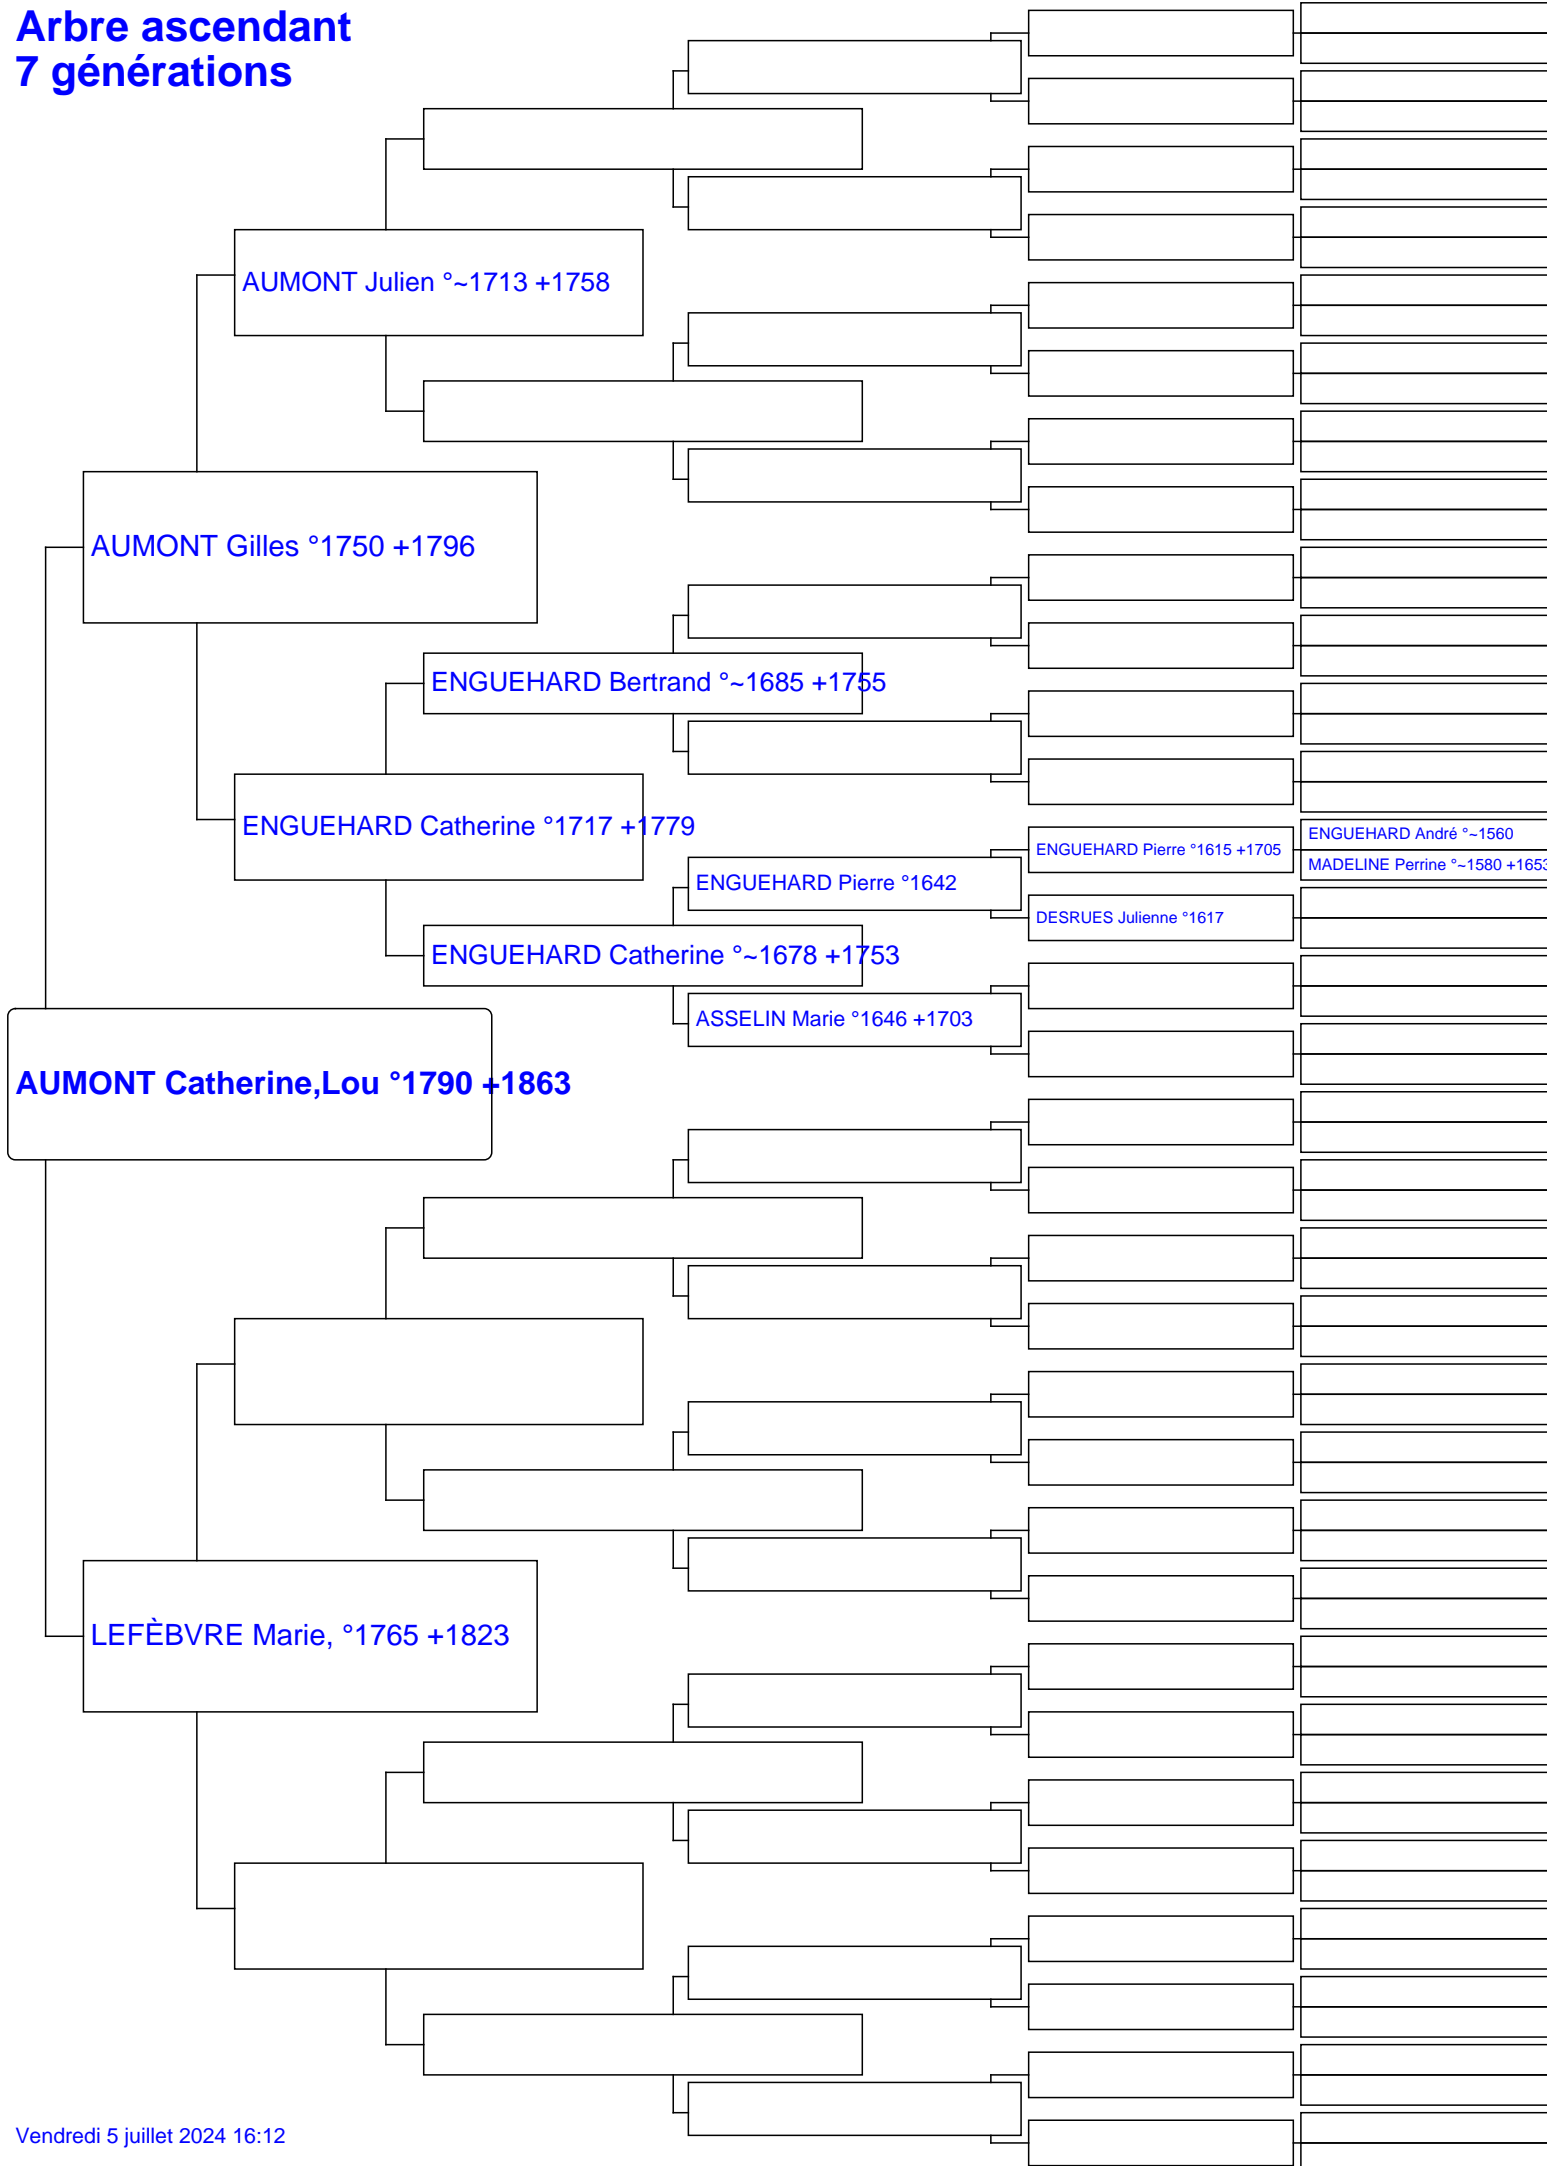 Arbre ascendant
7 générations
AUMONT Julien °~1713 +1758
AUMONT Gilles °1750 +1796
ENGUEHARD Bertrand °~1685 +1755
ENGUEHARD Catherine °1717 +1779
ENGUEHARD André °~1560
ENGUEHARD Pierre °1615 +1705
MADELINE Perrine °~1580 +1653
ENGUEHARD Pierre °1642
DESRUES Julienne °1617
ENGUEHARD Catherine °~1678 +1753
ASSELIN Marie °1646 +1703
AUMONT Catherine,Lou °1790 +1863
LEFÈBVRE Marie, °1765 +1823
Vendredi 5 juillet 2024 16:12